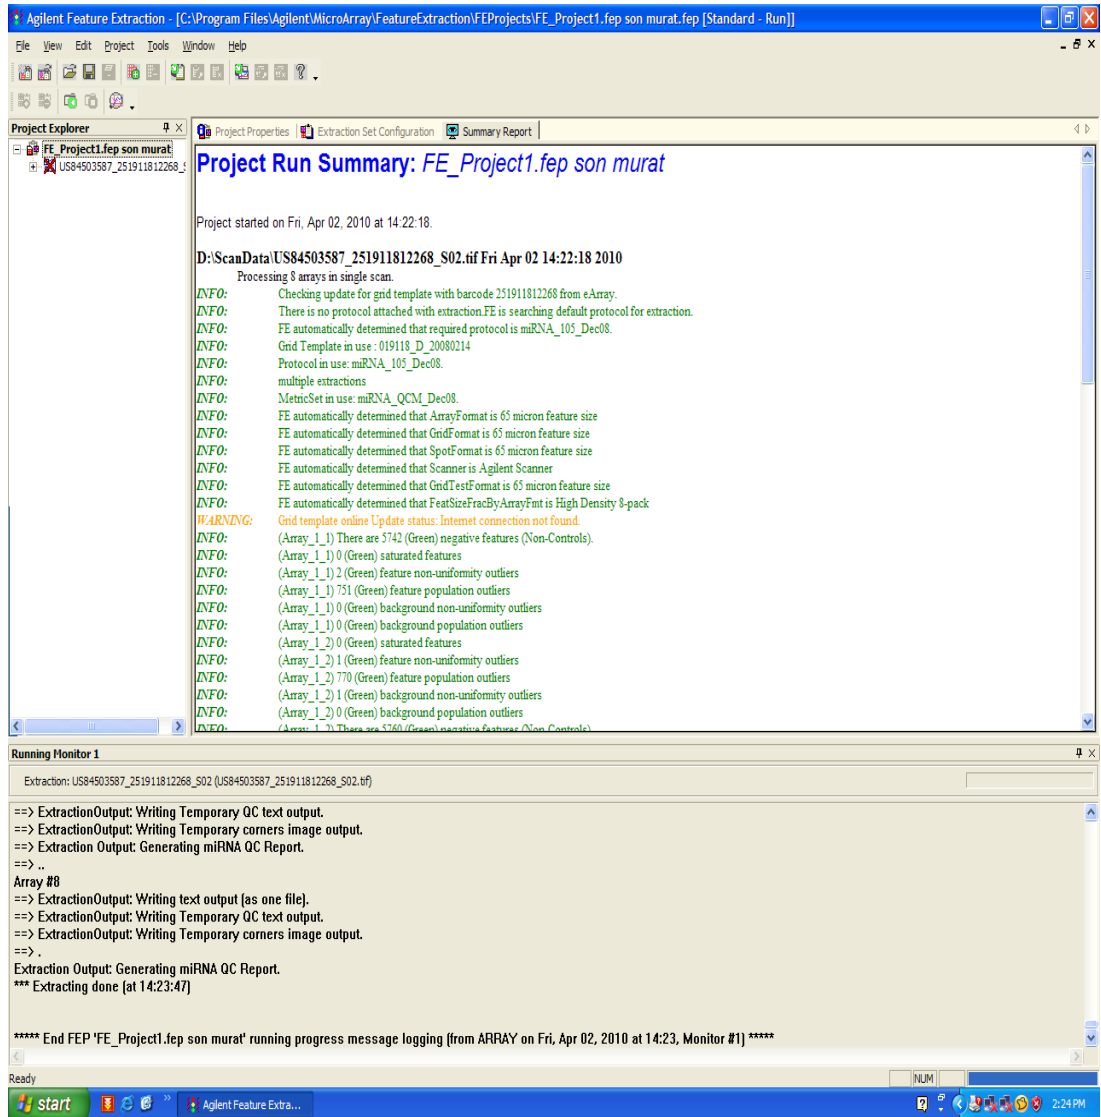 Agilent Feature Extraction - [C:\Program Files\Agilent\MicroArray\FeatureExtraction\FEProjects\FE_Project1.fep son murat.fep [Standard - Run]]
File View Edit Project Tools Window Help
Project Explorer
Project Properties Extraction Set Configuration Summary Report
FE_Project1.fep son murat
US84503587_251911812268_
Project Run Summary: FE_Project1.fep son murat
Project started on Fri, Apr 02, 2010 at 14:22:18.
D:\ScanData\US84503587_251911812268_S02.tif Fri Apr 02 14:22:18 2010
Processing 8 arrays in single scan.
INFO: Checking update for grid template with barcode 251911812268 from eArray.
INFO: There is no protocol attached with extraction.FE is searching default protocol for extraction.
INFO: FE automatically determined that required protocol is miRNA_105_Dec08.
INFO: Grid Template in use : 019118_D_20080214
INFO: Protocol in use: miRNA_105_Dec08.
INFO: multiple extractions
INFO: MetricSet in use: miRNA_QCM_Dec08.
INFO: FE automatically determined that ArrayFormat is 65 micron feature size
INFO: FE automatically determined that GridFormat is 65 micron feature size
INFO: FE automatically determined that SpotFormat is 65 micron feature size
INFO: FE automatically determined that Scanner is Agilent Scanner
INFO: FE automatically determined that GridTestFormat is 65 micron feature size
INFO: FE automatically determined that FeatSizeFracByArrayFmt is High Density 8-pack
WARNING: Grid template online Update status: Internet connection not found.
INFO: (Array_1_1) There are 5742 (Green) negative features (Non-Controls).
INFO: (Array_1_1) 0 (Green) saturated features
INFO: (Array_1_1) 2 (Green) feature non-uniformity outliers
INFO: (Array_1_1) 751 (Green) feature population outliers
INFO: (Array_1_1) 0 (Green) background non-uniformity outliers
INFO: (Array_1_1) 0 (Green) background population outliers
INFO: (Array_1_2) 0 (Green) saturated features
INFO: (Array_1_2) 1 (Green) feature non-uniformity outliers
INFO: (Array_1_2) 770 (Green) feature population outliers
INFO: (Array_1_2) 1 (Green) background non-uniformity outliers
INFO: (Array_1_2) 0 (Green) background population outliers
INFO: (Array_1_2) There are 5760 (Green) negative features (Non-Controls)
Running Monitor 1
Extraction: US84503587_251911812268_S02 (US84503587_251911812268_S02.tif)
==> ExtractionOutput: Writing Temporary QC text output.
==> ExtractionOutput: Writing Temporary corners image output.
==> Extraction Output: Generating miRNA QC Report.
==> ..
Array #8
==> ExtractionOutput: Writing text output (as one file).
==> ExtractionOutput: Writing Temporary QC text output.
==> ExtractionOutput: Writing Temporary corners image output.
==> .
Extraction Output: Generating miRNA QC Report.
*** Extracting done (at 14:23:47)
***** End FEP 'FE_Project1.fep son murat' running progress message logging (from ARRAY on Fri, Apr 02, 2010 at 14:23, Monitor #1) *****
Ready
NUM
start
Agilent Feature Extra...
2:24 PM